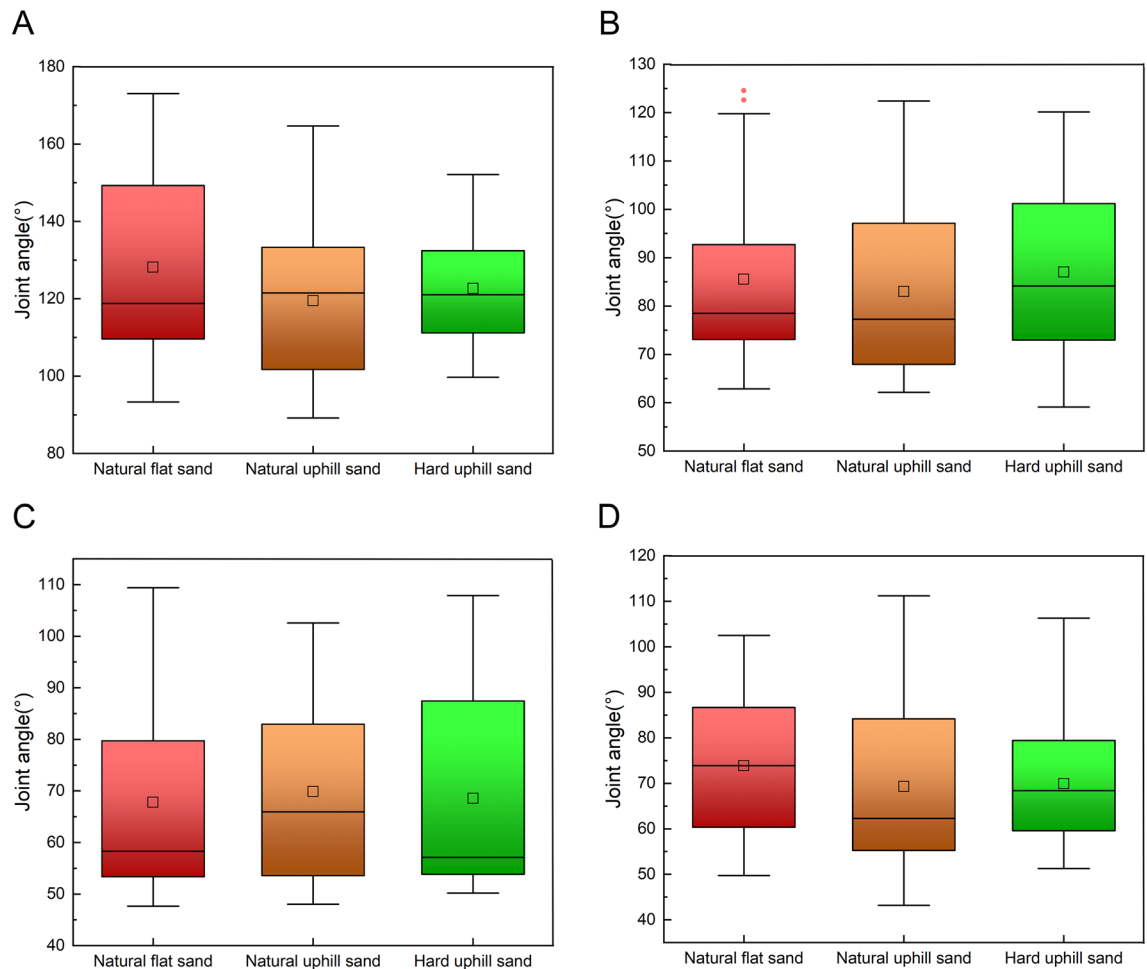 A
180
160
140
120
100
80
Joint angle(°)
Natural flat sand
Natural uphill sand
Hard uphill sand
B
130
120
110
100
90
80
70
60
50
Joint angle(°)
Natural flat sand
Natural uphill sand
Hard uphill sand
C
110
100
90
80
70
60
50
40
Joint angle(°)
Natural flat sand
Natural uphill sand
Hard uphill sand
D
120
110
100
90
80
70
60
50
40
Joint angle(°)
Natural flat sand
Natural uphill sand
Hard uphill sand